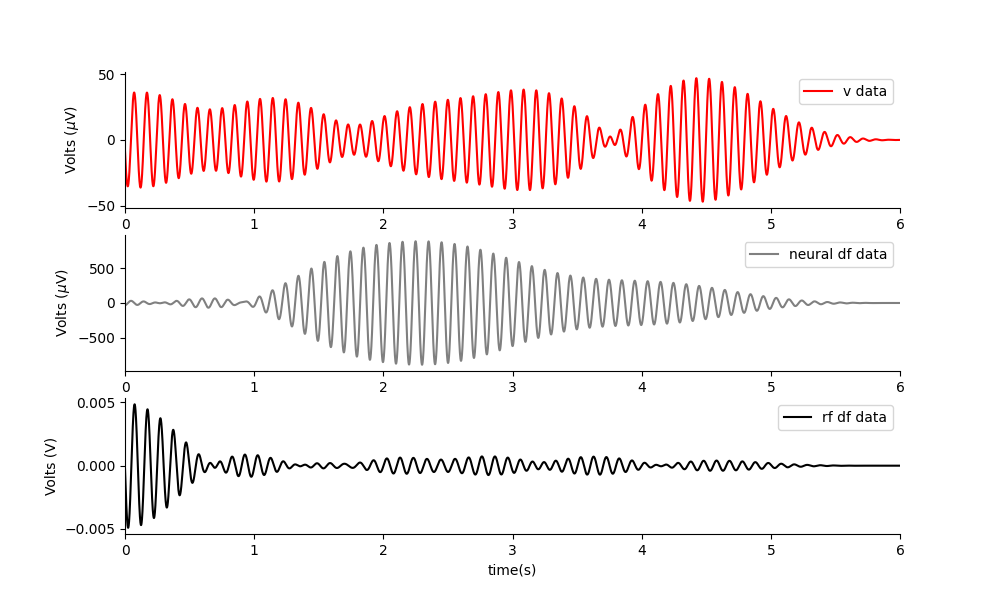 50
0
−50
Volts (μV)
v data
0 1 2 3 4 5 6
500
0
−500
Volts (μV)
neural df data
0 1 2 3 4 5 6
0.005
0.000
−0.005
Volts (V)
rf df data
0 1 2 3 4 5 6
time(s)